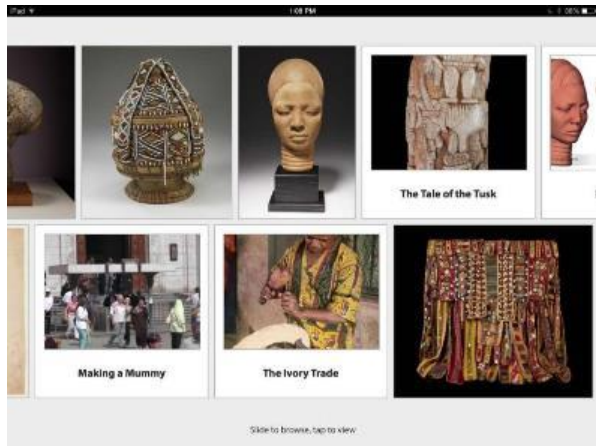 iPad
1:08 PM
The Tale of the Tusk
Making a Mummy
The Ivory Trade
Slide to browse, tap to view